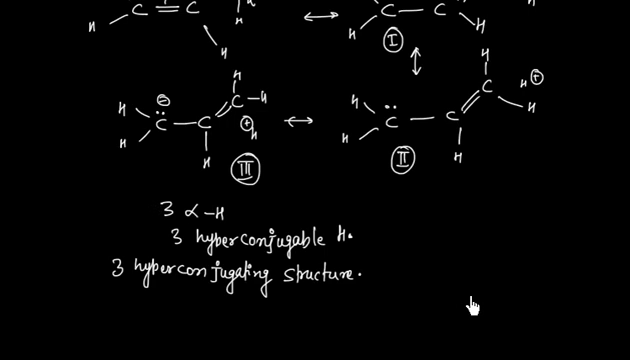 H C = C H
H
H
↔
C — C
H
Ⓘ
↕
H
H ⊖ C — C = C — H
H
H
⊕
H
Ⓘ Ⓘ Ⓘ
↔
H
H C — C = C
H
H
H ⊕
H
Ⓘ Ⓘ
3 α –H
3 hyperconjugable H.
3 hyperconjugating structure.